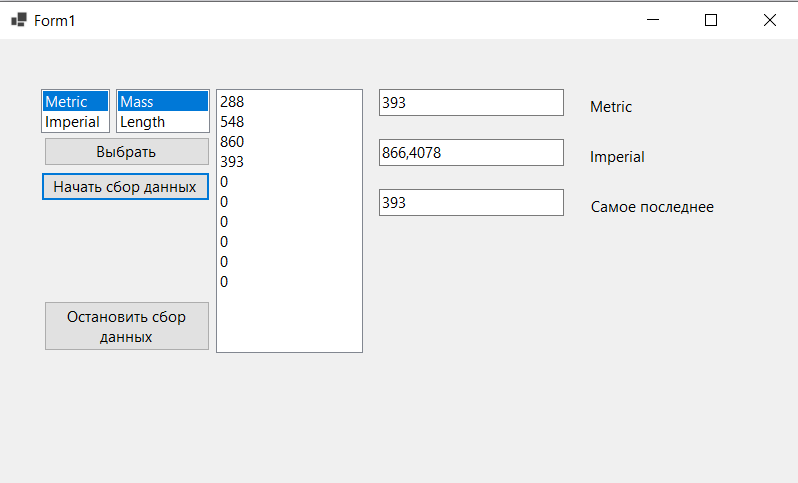 Form1
Metric
Imperial
Mass
Length
Выбрать
Начать сбор данных
Остановить сбор
данных
288
548
860
393
0
0
0
0
0
0
393
Metric
866,4078
Imperial
393
Самое последнее